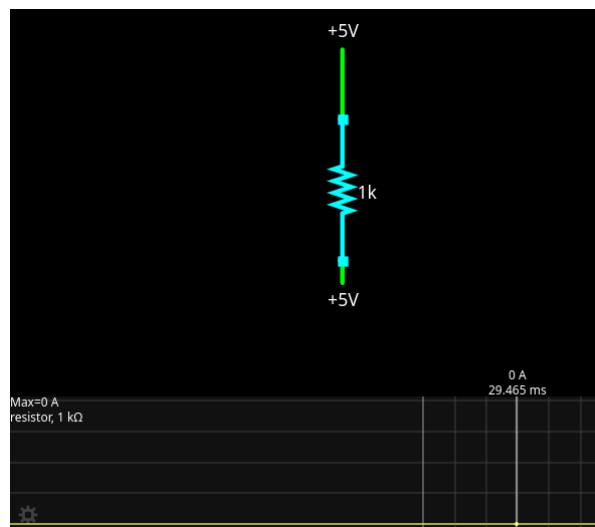 +5V
1k
+5V
0 A
29.465 ms
Max=0 A
resistor, 1 kΩ